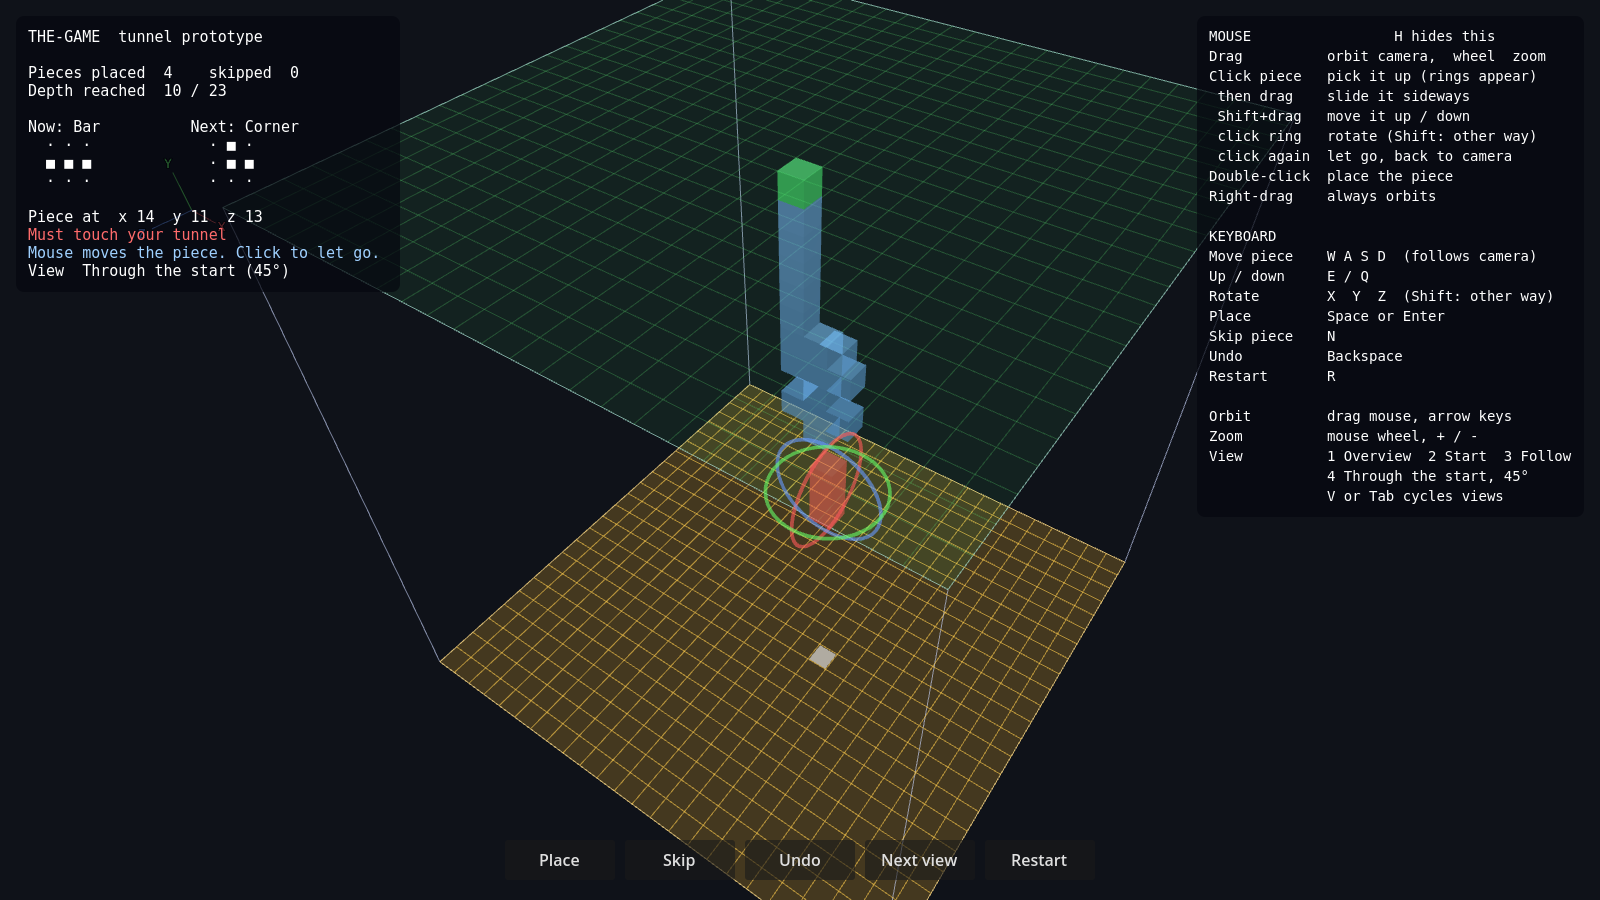 THE-GAME  tunnel prototype
Pieces placed  4    skipped  0
Depth reached  10 / 23
Now: Bar          Next: Corner
Y
Piece at  x 14  y 11  z 13
Must touch your tunnel
Mouse moves the piece. Click to let go.
View  Through the start (45°)
MOUSE                 H hides this
Drag          orbit camera,  wheel  zoom
Click piece   pick it up (rings appear)
then drag    slide it sideways
Shift+drag   move it up / down
click ring   rotate (Shift: other way)
click again  let go, back to camera
Double-click  place the piece
Right-drag    always orbits
KEYBOARD
Move piece    W A S D  (follows camera)
Up / down     E / Q
Rotate        X  Y  Z  (Shift: other way)
Place         Space or Enter
Skip piece    N
Undo          Backspace
Restart       R
Orbit         drag mouse, arrow keys
Zoom          mouse wheel, + / -
View          1 Overview  2 Start  3 Follow
4 Through the start, 45°
V or Tab cycles views
Place  Skip  Undo  Next view  Restart